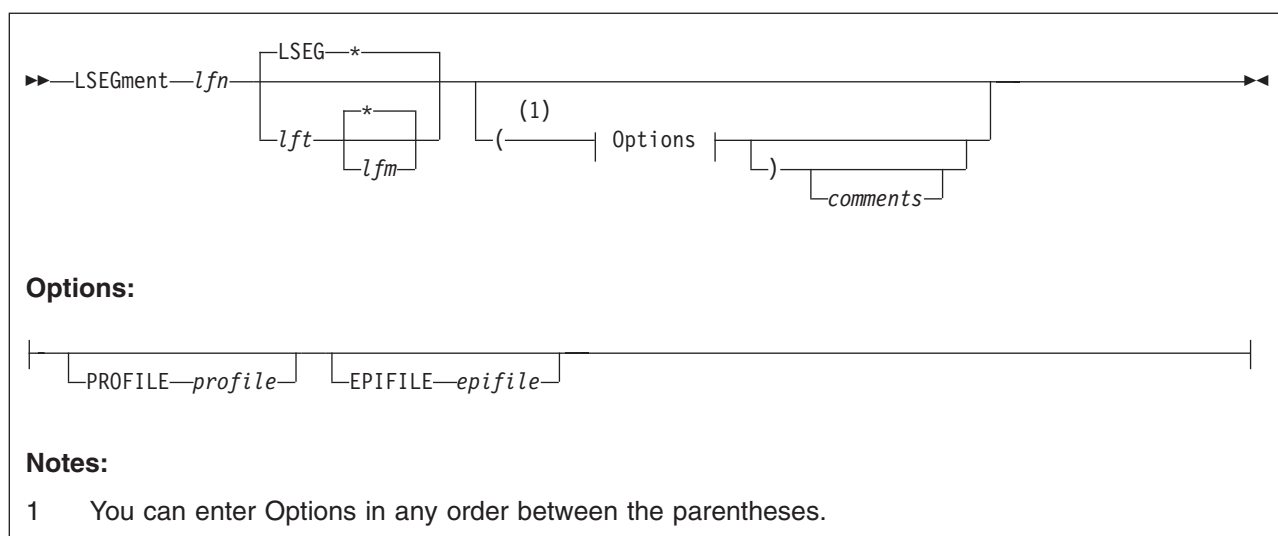 LSEG *
LSEGment lfn
lft * lfm
(1)
( Options ) comments
Options:
PROFILE profile EPIFILE epifile
Notes:
1 You can enter Options in any order between the parentheses.